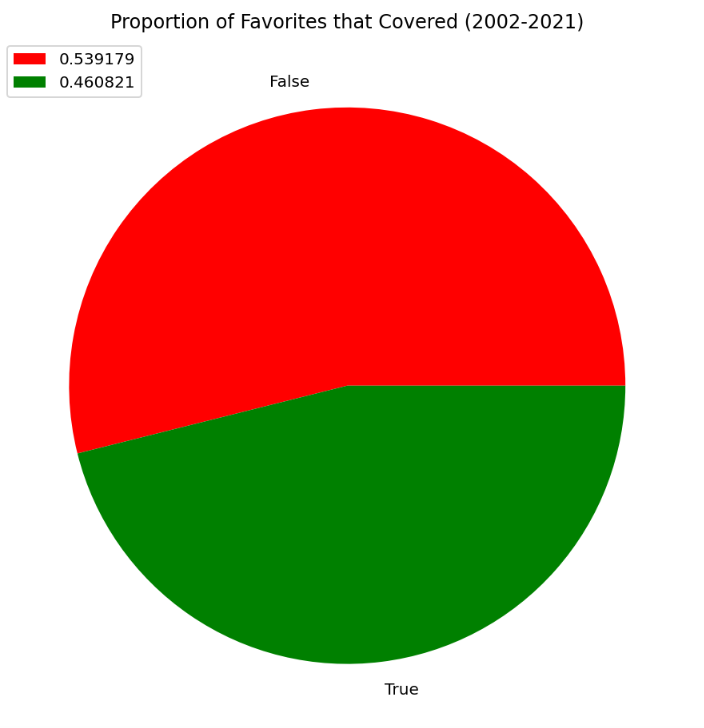 Proportion of Favorites that Covered (2002-2021)
0.539179
0.460821
False
True